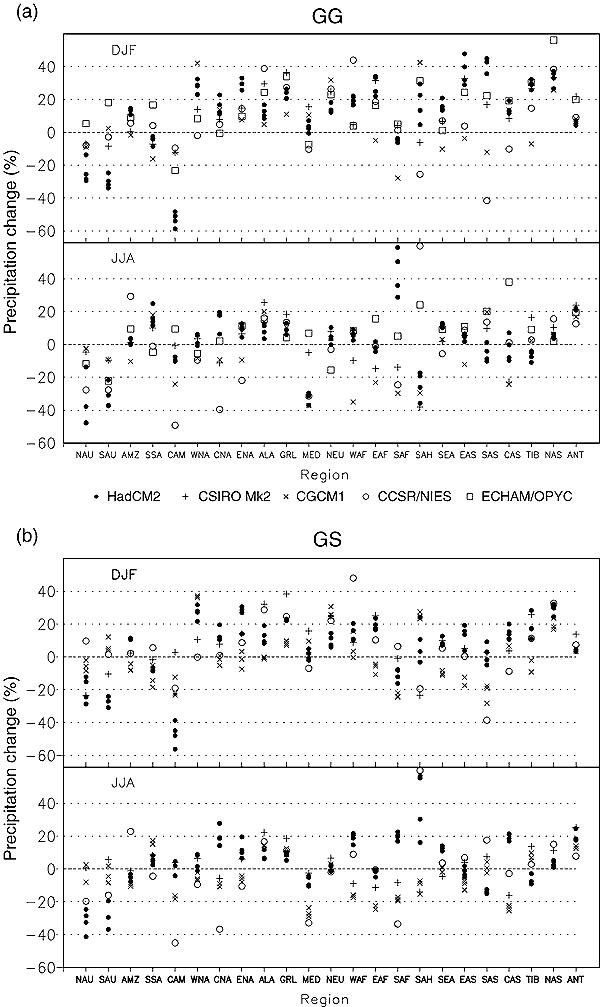 (a)
GG
DJF
40
20
0
−20
−40
−60
JJA
40
20
0
−20
−40
−60
Precipitation change (%)
NAU SAU AMZ SSA CAM WNA CNA ENA ALA GRL MED NEU WAF EAF SAF SAH SEA EAS SAS CAS TIB NAS ANT
Region
HadCM2 CSIRO Mk2 CGCM1 CCSR/NIES ECHAM/OPYC
(b)
GS
DJF
40
20
0
−20
−40
−60
JJA
40
20
0
−20
−40
−60
Precipitation change (%)
NAU SAU AMZ SSA CAM WNA CNA ENA ALA GRL MED NEU WAF EAF SAF SAH SEA EAS SAS CAS TIB NAS ANT
Region